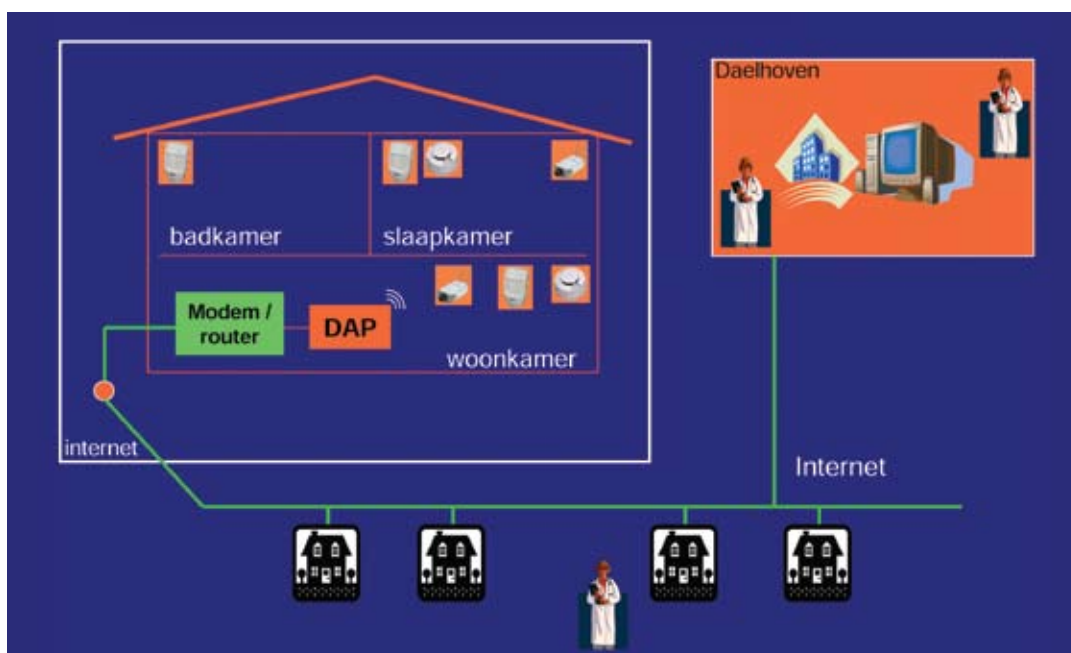 Daelhoven
badkamer
slaapkamer
Modem /
router
DAP
woonkamer
internet
Internet